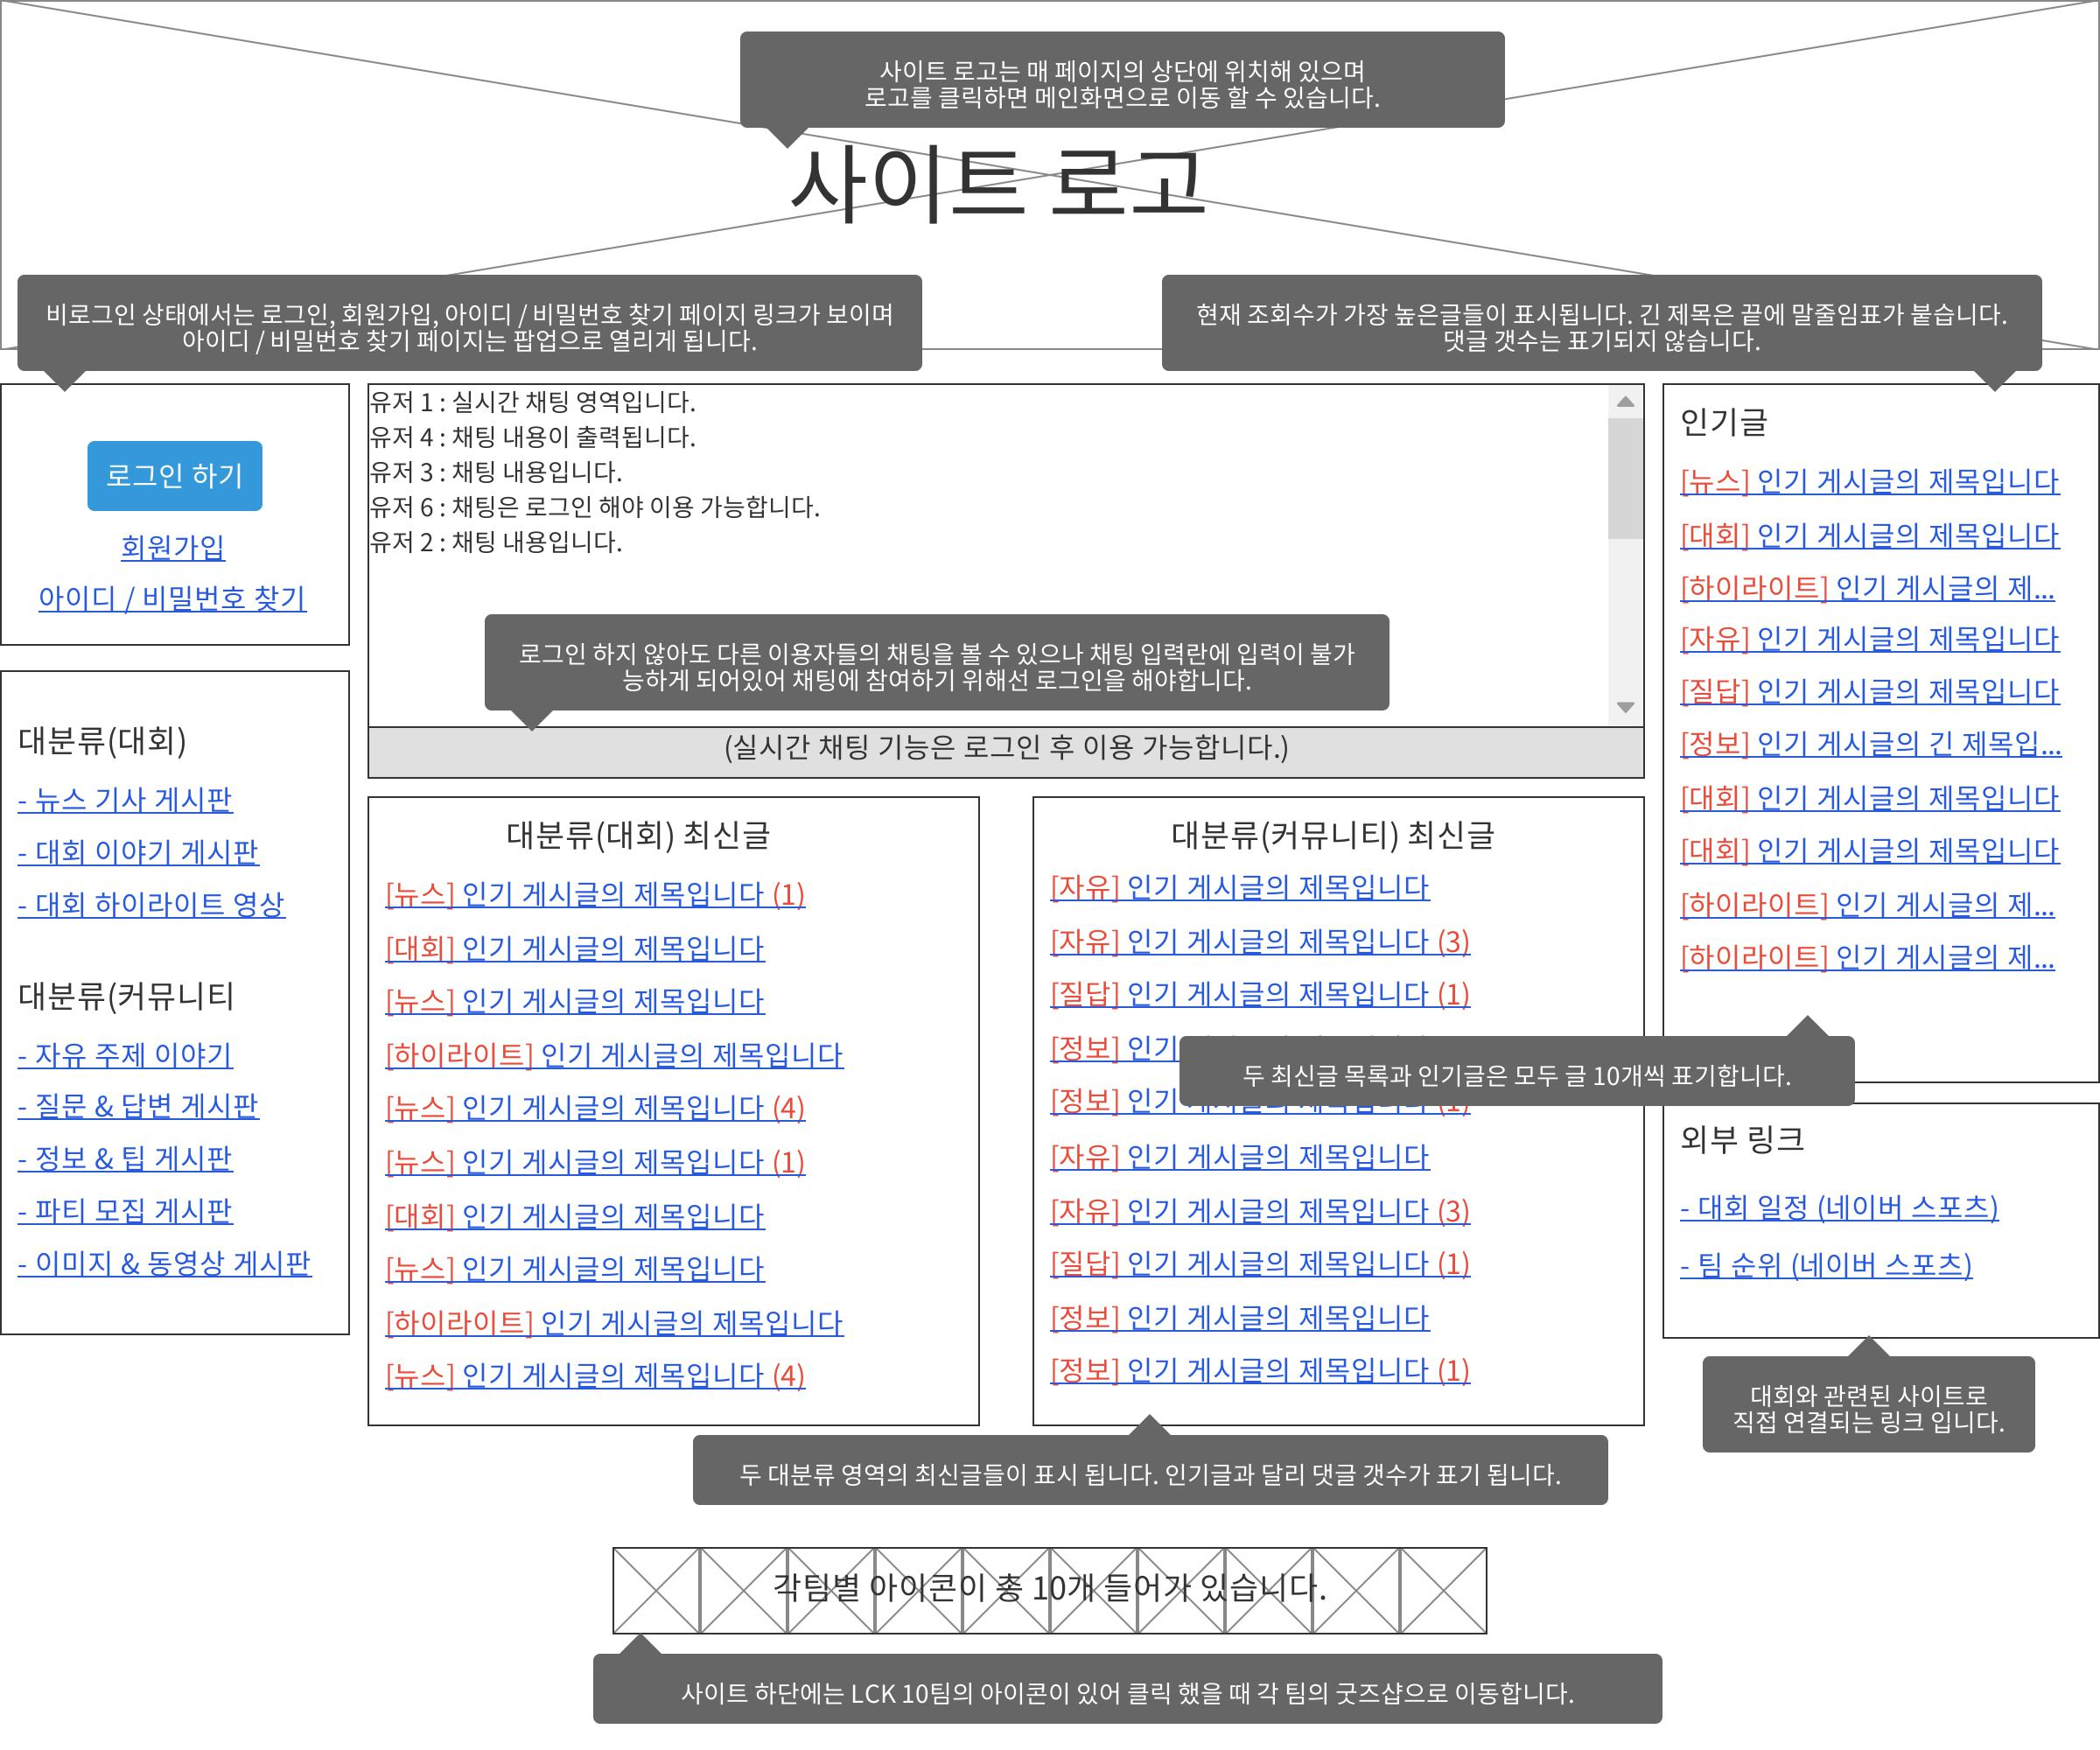 사이트 로고는 매 페이지의 상단에 위치해 있으며
로고를 클릭하면 메인화면으로 이동 할 수 있습니다.
사이트 로고
비로그인 상태에서는 로그인, 회원가입, 아이디 / 비밀번호 찾기 페이지 링크가 보이며
아이디 / 비밀번호 찾기 페이지는 팝업으로 열리게 됩니다.
현재 조회수가 가장 높은글들이 표시됩니다. 긴 제목은 끝에 말줄임표가 붙습니다.
댓글 갯수는 표기되지 않습니다.
로그인 하기
회원가입
아이디 / 비밀번호 찾기
대분류(대회)
- 뉴스 기사 게시판
- 대회 이야기 게시판
- 대회 하이라이트 영상
대분류(커뮤니티
- 자유 주제 이야기
- 질문 & 답변 게시판
- 정보 & 팁 게시판
- 파티 모집 게시판
- 이미지 & 동영상 게시판
유저 1 : 실시간 채팅 영역입니다.
유저 4 : 채팅 내용이 출력됩니다.
유저 3 : 채팅 내용입니다.
유저 6 : 채팅은 로그인 해야 이용 가능합니다.
유저 2 : 채팅 내용입니다.
로그인 하지 않아도 다른 이용자들의 채팅을 볼 수 있으나 채팅 입력란에 입력이 불가
능하게 되어있어 채팅에 참여하기 위해선 로그인을 해야합니다.
(실시간 채팅 기능은 로그인 후 이용 가능합니다.)
대분류(대회) 최신글
[뉴스] 인기 게시글의 제목입니다 (1)
[대회] 인기 게시글의 제목입니다
[뉴스] 인기 게시글의 제목입니다
[하이라이트] 인기 게시글의 제목입니다
[뉴스] 인기 게시글의 제목입니다 (4)
[뉴스] 인기 게시글의 제목입니다 (1)
[대회] 인기 게시글의 제목입니다
[뉴스] 인기 게시글의 제목입니다
[하이라이트] 인기 게시글의 제목입니다
[뉴스] 인기 게시글의 제목입니다 (4)
대분류(커뮤니티) 최신글
[자유] 인기 게시글의 제목입니다
[자유] 인기 게시글의 제목입니다 (3)
[질답] 인기 게시글의 제목입니다 (1)
[정보] 인기
[정보] 인기
[자유] 인기 게시글의 제목입니다
[자유] 인기 게시글의 제목입니다 (3)
[질답] 인기 게시글의 제목입니다 (1)
[정보] 인기 게시글의 제목입니다
[정보] 인기 게시글의 제목입니다 (1)
인기글
[뉴스] 인기 게시글의 제목입니다
[대회] 인기 게시글의 제목입니다
[하이라이트] 인기 게시글의 제...
[자유] 인기 게시글의 제목입니다
[질답] 인기 게시글의 제목입니다
[정보] 인기 게시글의 긴 제목입...
[대회] 인기 게시글의 제목입니다
[대회] 인기 게시글의 제목입니다
[하이라이트] 인기 게시글의 제...
[하이라이트] 인기 게시글의 제...
두 최신글 목록과 인기글은 모두 글 10개씩 표기합니다.
외부 링크
- 대회 일정 (네이버 스포츠)
- 팀 순위 (네이버 스포츠)
대회와 관련된 사이트로
직접 연결되는 링크 입니다.
두 대분류 영역의 최신글들이 표시 됩니다. 인기글과 달리 댓글 갯수가 표기 됩니다.
각팀별 아이콘이 총 10개 들어가 있습니다.
사이트 하단에는 LCK 10팀의 아이콘이 있어 클릭 했을 때 각 팀의 굿즈샵으로 이동합니다.